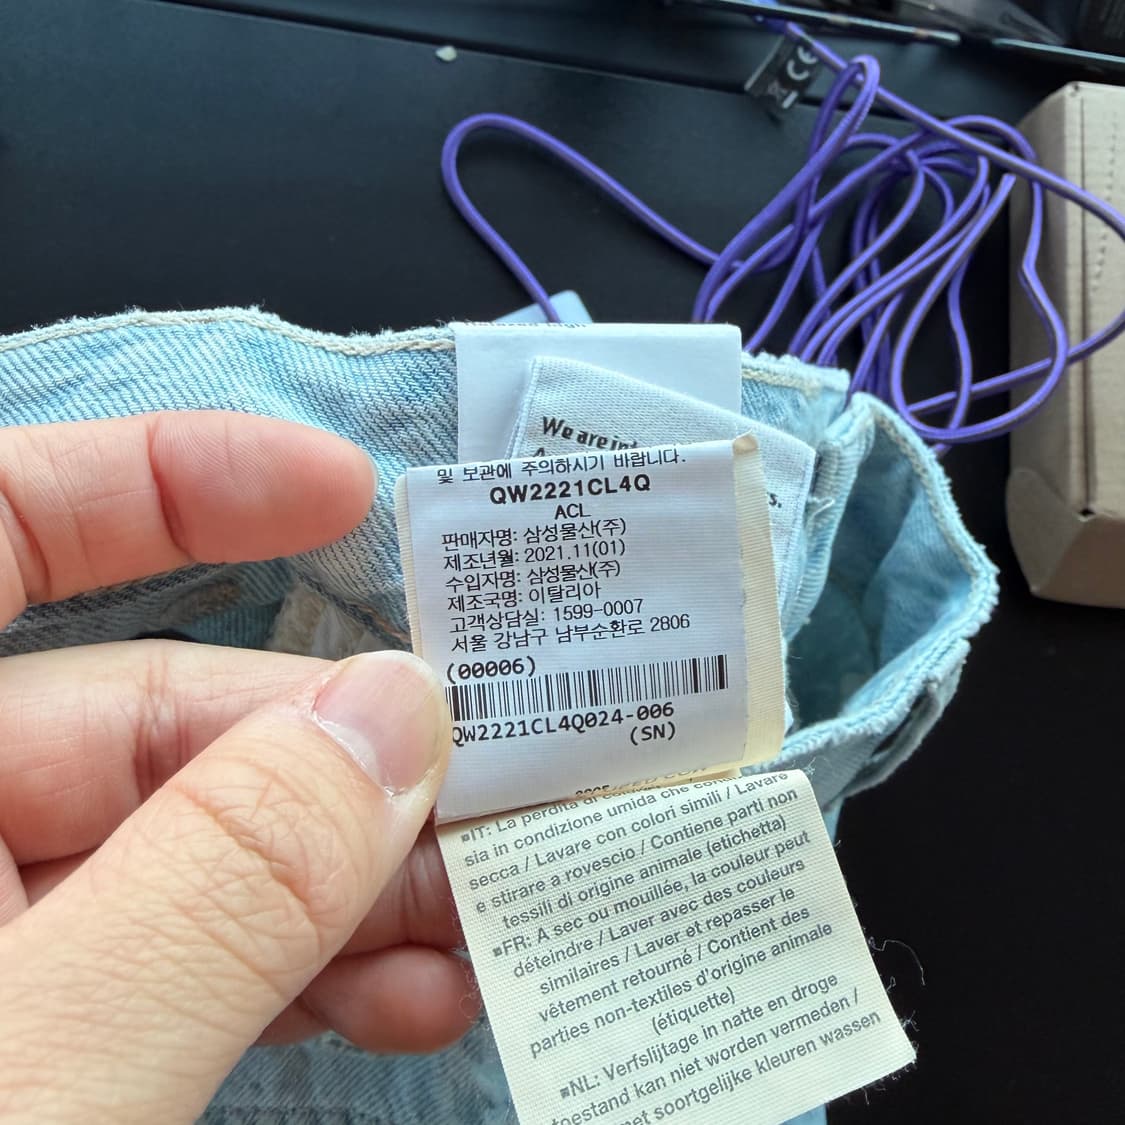 CE
We are
s.
및 보관에 주의하시기 바랍니다.
QW2221CL4Q
ACL
판매자명: 삼성물산(주)
제조년월: 2021.11(01)
수입자명: 삼성물산(주)
제조국명: 이탈리아
고객상담실: 1599-0007
서울 강남구 남부순환로 2806
(00006)
QW2221CL4Q024-006
(SN)
■IT: La perdita di
sia in condizione umida che
secca / Lavare con colori simili / Lavare
e stirare a rovescio / Contiene parti non
tessili di origine animale (etichetta)
■FR: A sec ou mouillée, la couleur peut
déteindre / Laver avec des couleurs
similaires / Laver et repasser le
vêtement retourné / Contient des
parties non-textiles d'origine animale
(étiquette)
■NL: Verfslijtage in natte en droge
toestand kan niet worden vermeden /
met soortgelijke kleuren wassen